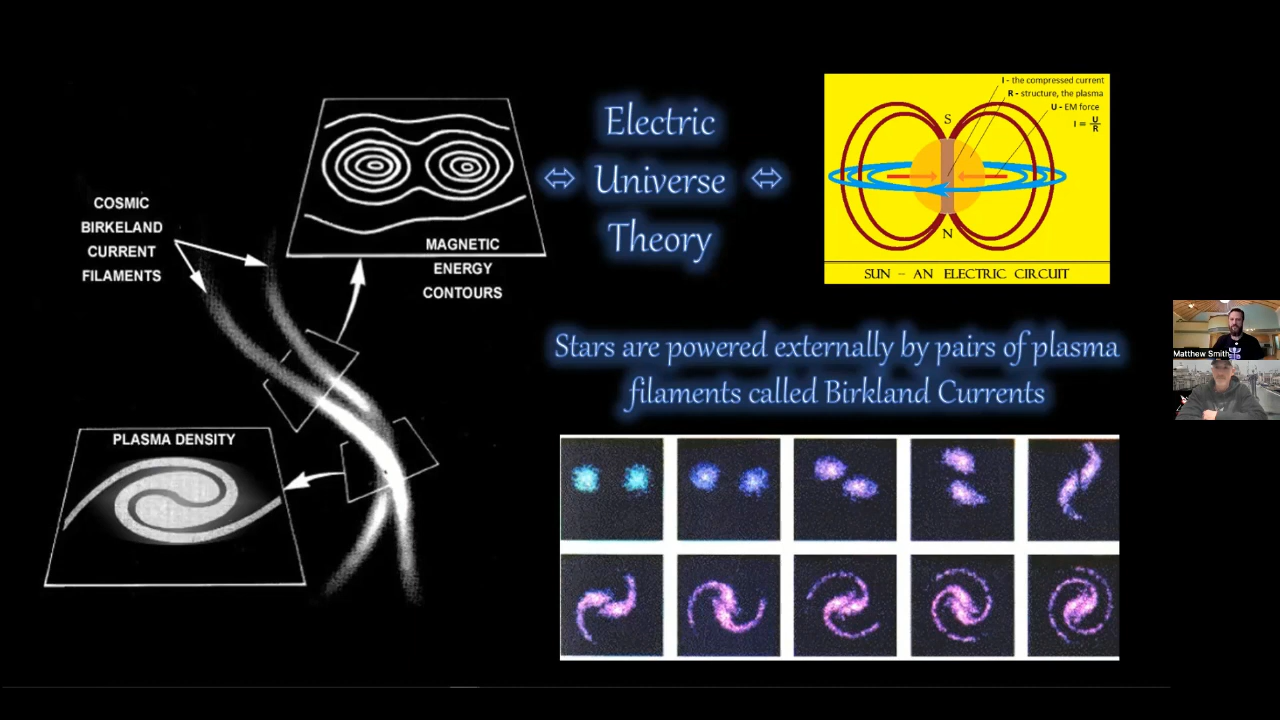 COSMIC
BIRKELAND
CURRENT
FILAMENTS
MAGNETIC
ENERGY
CONTOURS
PLASMA DENSITY
Electric
⇔ Universe ⇔
Theory
I - the compressed current
R - structure, the plasma
U - EM force
I = U/R
S
N
SUN – AN ELECTRIC CIRCUIT
Stars are powered externally by pairs of plasma
filaments called Birkland Currents
Matthew Smith